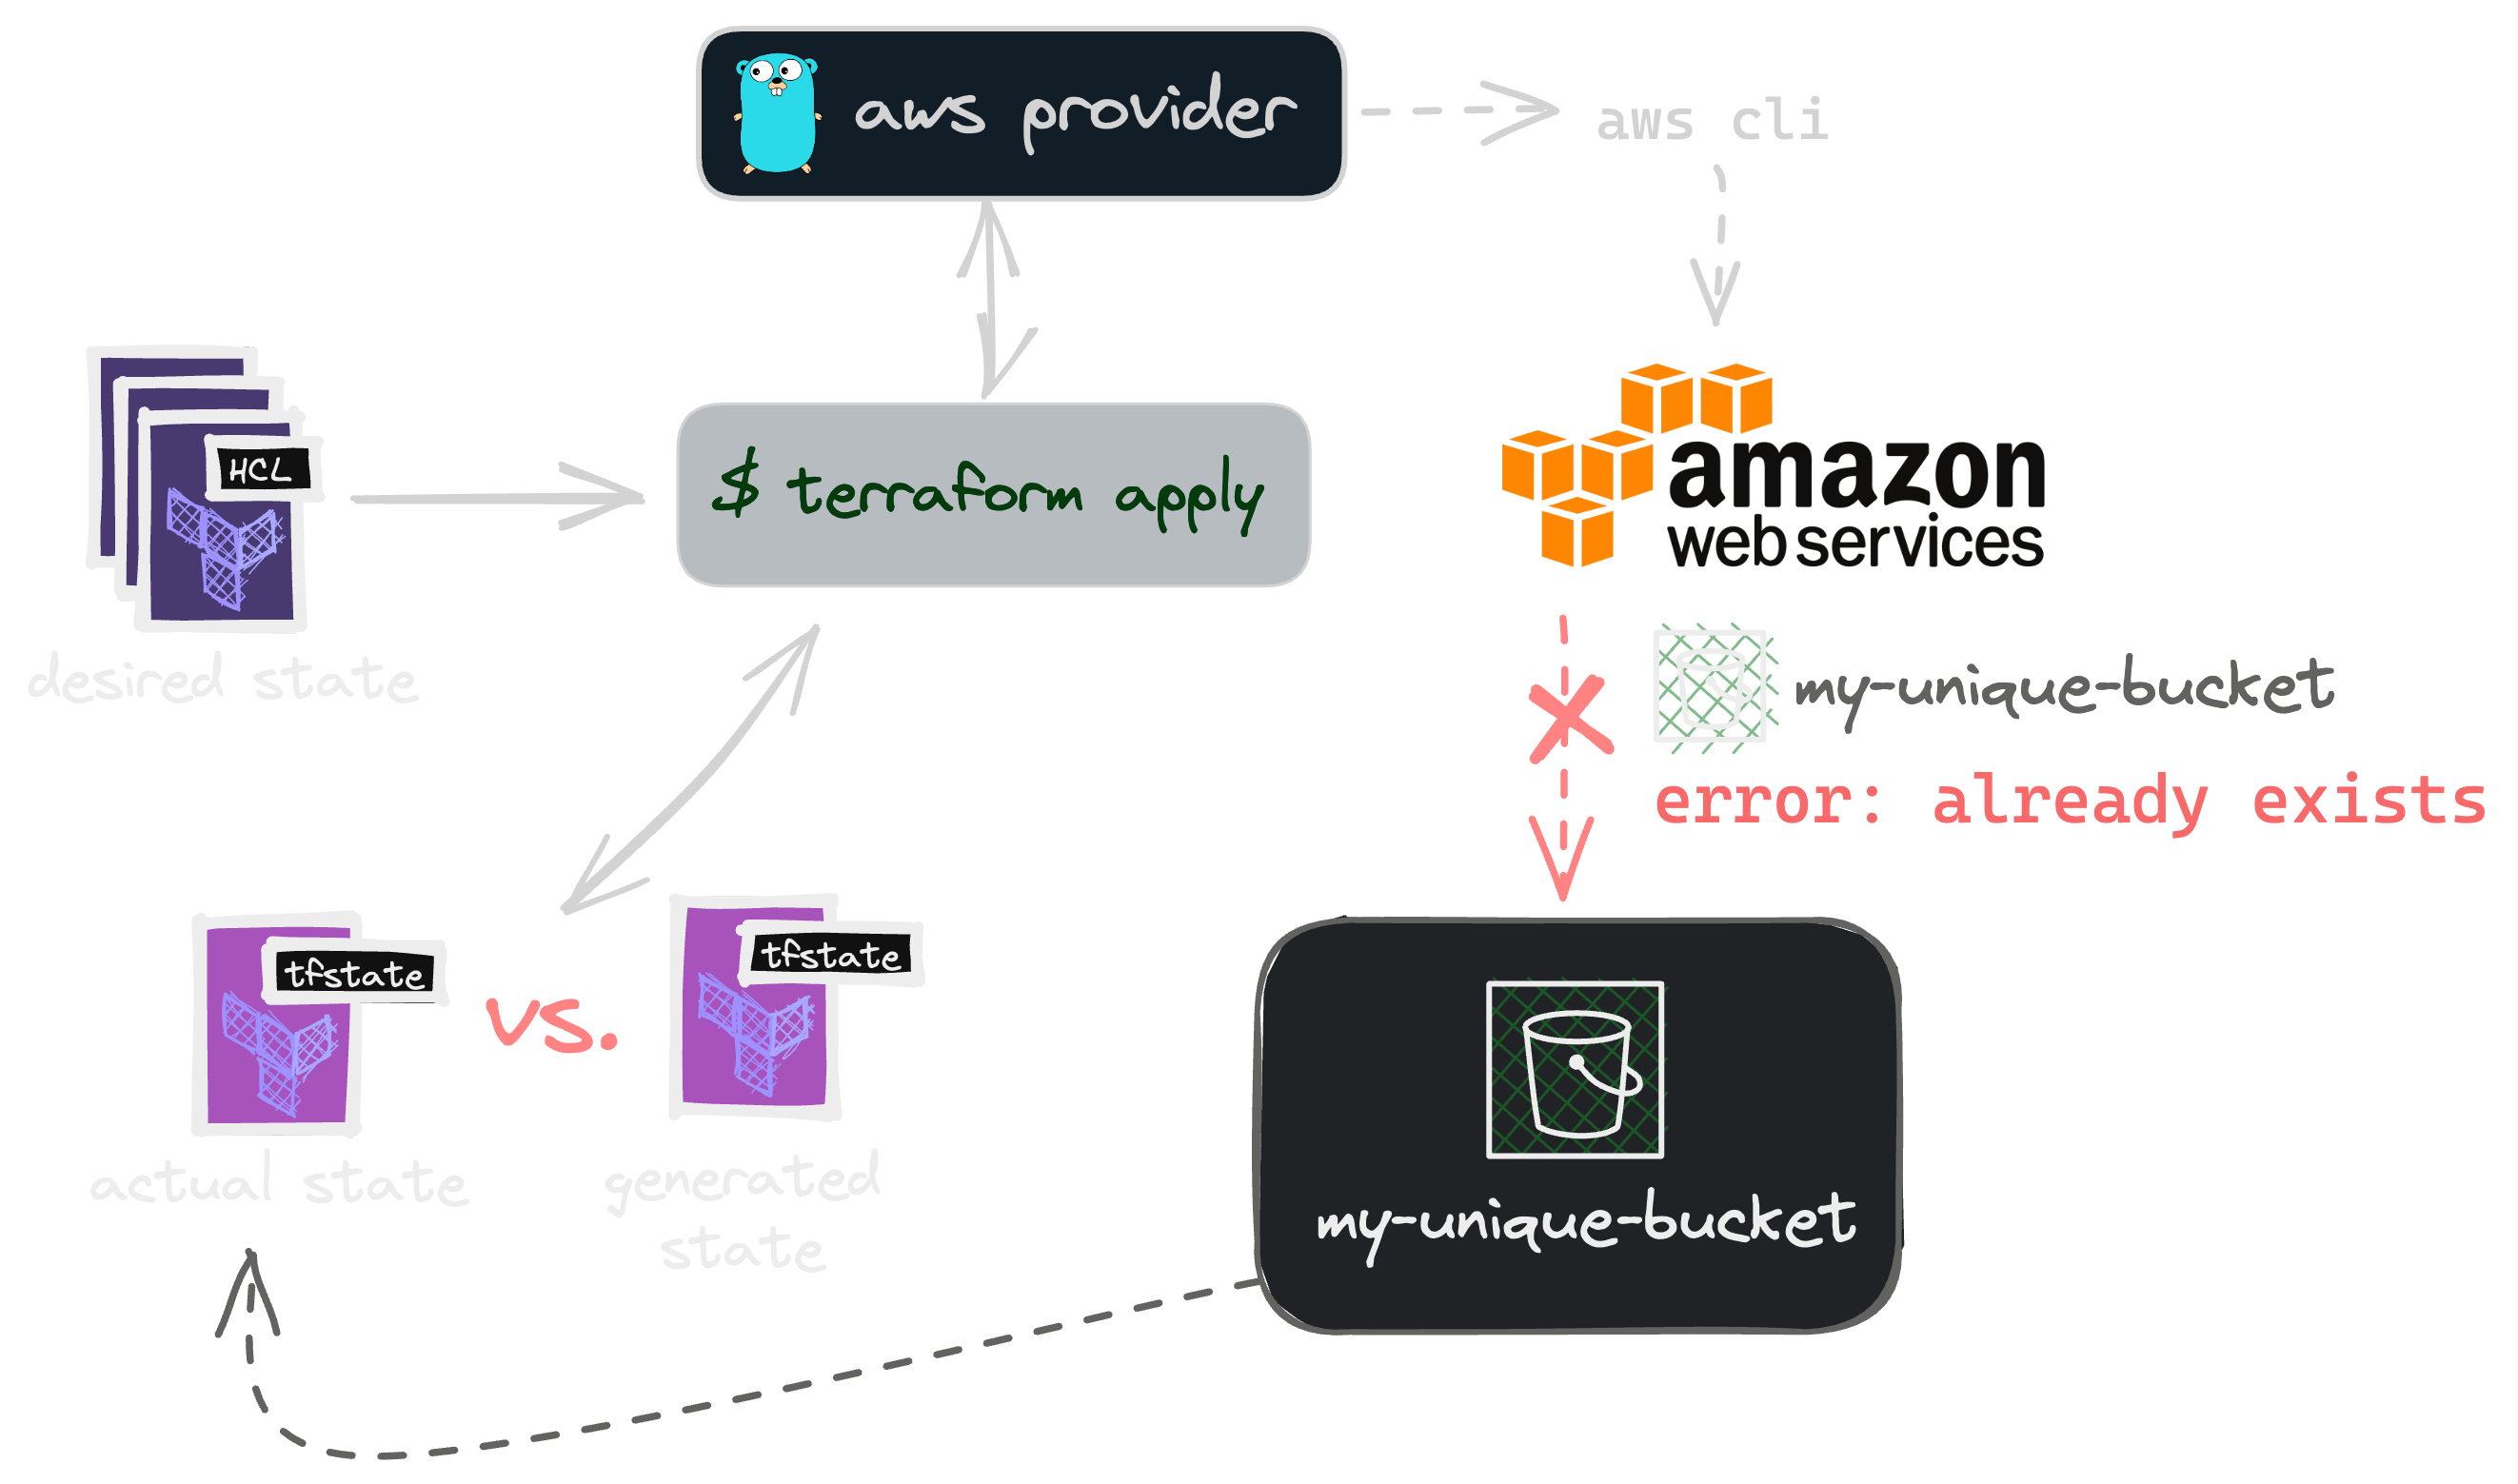 aws provider
aws cli
HCL
$ terraform apply
amazon
web services
desired state
my-unique-bucket
error: already exists
tfstate
vs.
tfstate
actual state
generated
state
my-unique-bucket